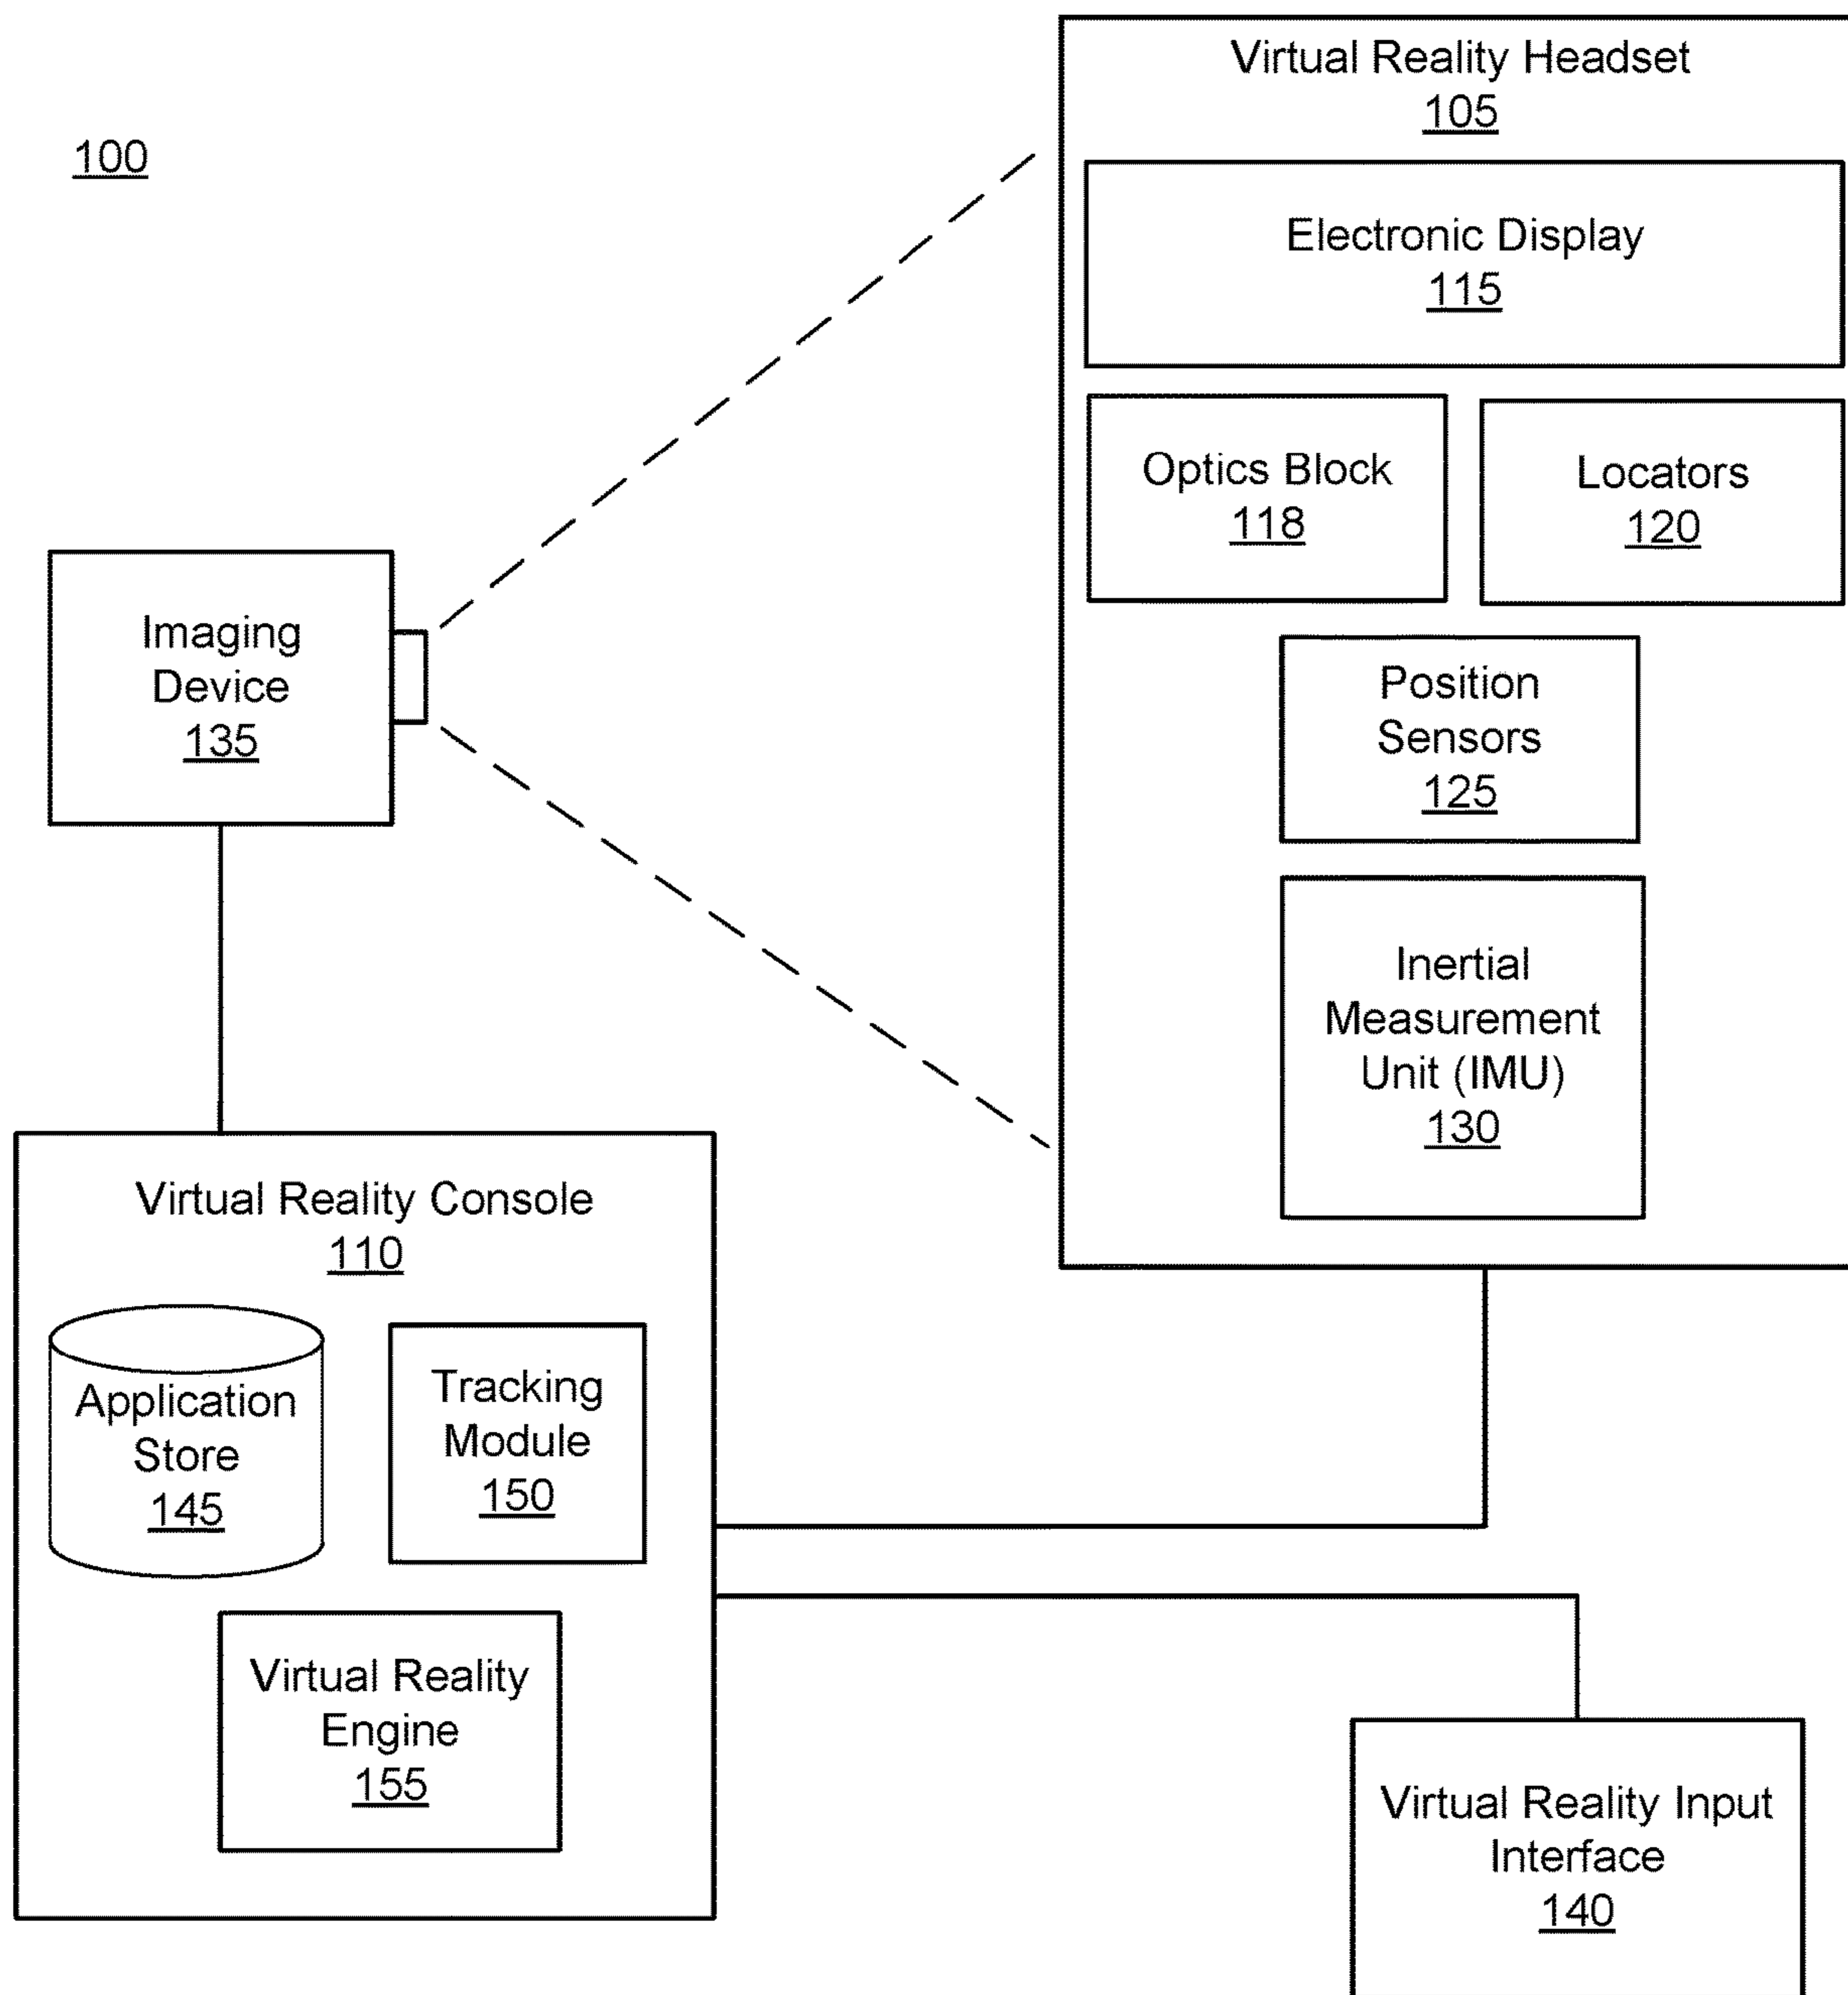 100
Virtual Reality Headset
105
Electronic Display
115
Optics Block
118
Locators
120
Position
Sensors
125
Inertial
Measurement
Unit (IMU)
130
Imaging
Device
135
Virtual Reality Console
110
Application
Store
145
Tracking
Module
150
Virtual Reality
Engine
155
Virtual Reality Input
Interface
140